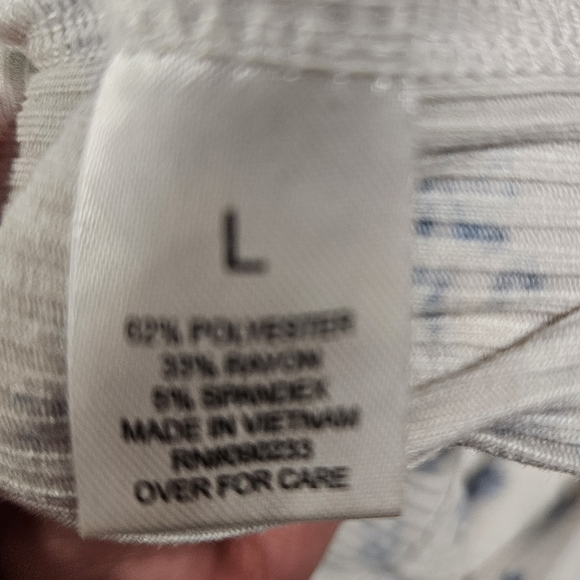 L
62% POLYESTER
33% RAYON
5% SPANDEX
MADE IN VIETNAM
OVER FOR CARE